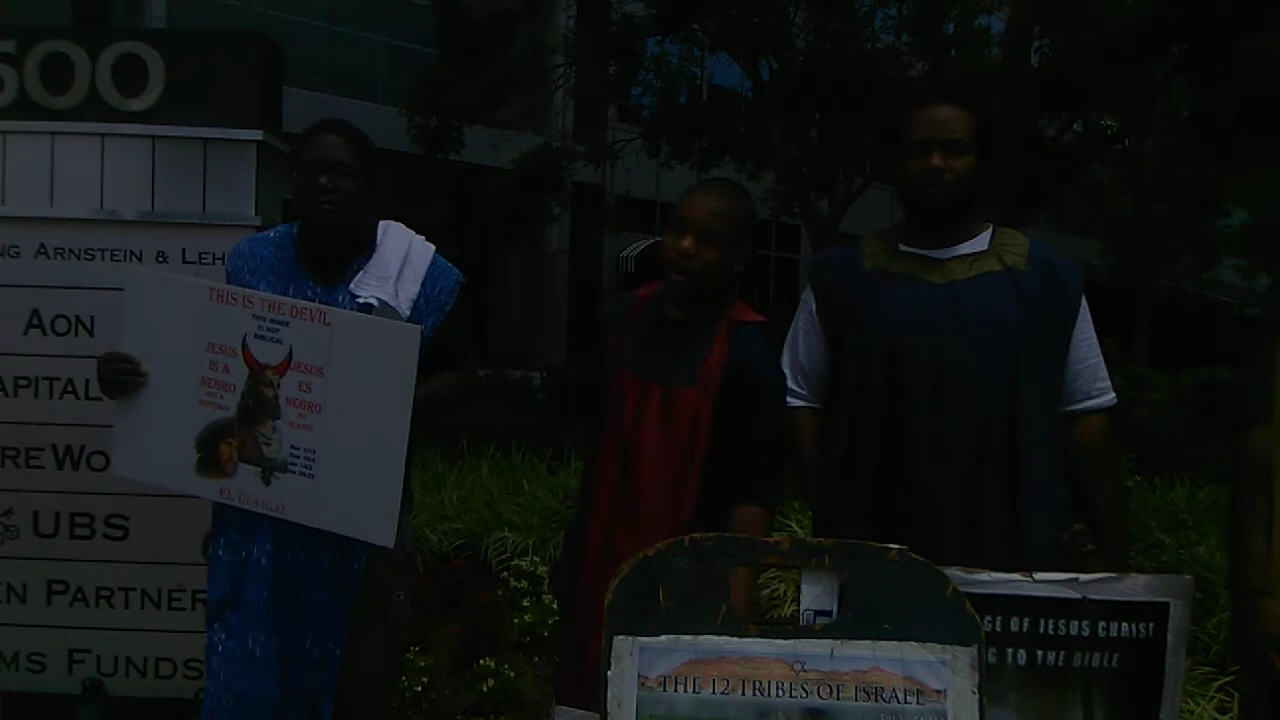 500
NG ARNSTEIN & LEH
AON
APITAL
REWO
UBS
EN PARTNER
MS FUNDS
THIS IS THE DEVIL
THIS IMAGE
IS NOT
BIBLICAL
JESUS
IS A
NEGRO
JESUS
ES
NEGRO
EL DIABLO
THE 12 TRIBES OF ISRAEL
GE OF JESUS CHRIST
G TO THE BIBLE